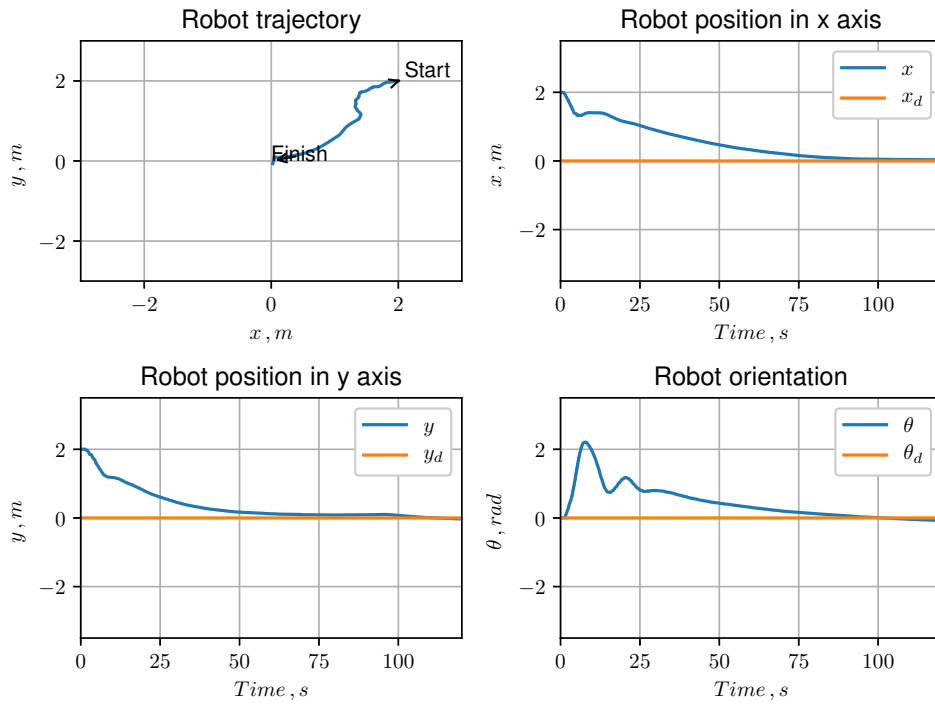 Robot trajectory
2
0
−2
−2
0
2
y, m
x, m
Start
Finish
Robot position in x axis
2
0
−2
0
25
50
75
100
x, m
Time, s
x
x_d
Robot position in y axis
2
0
−2
0
25
50
75
100
y, m
Time, s
y
y_d
Robot orientation
2
0
−2
0
25
50
75
100
θ, rad
Time, s
θ
θ_d